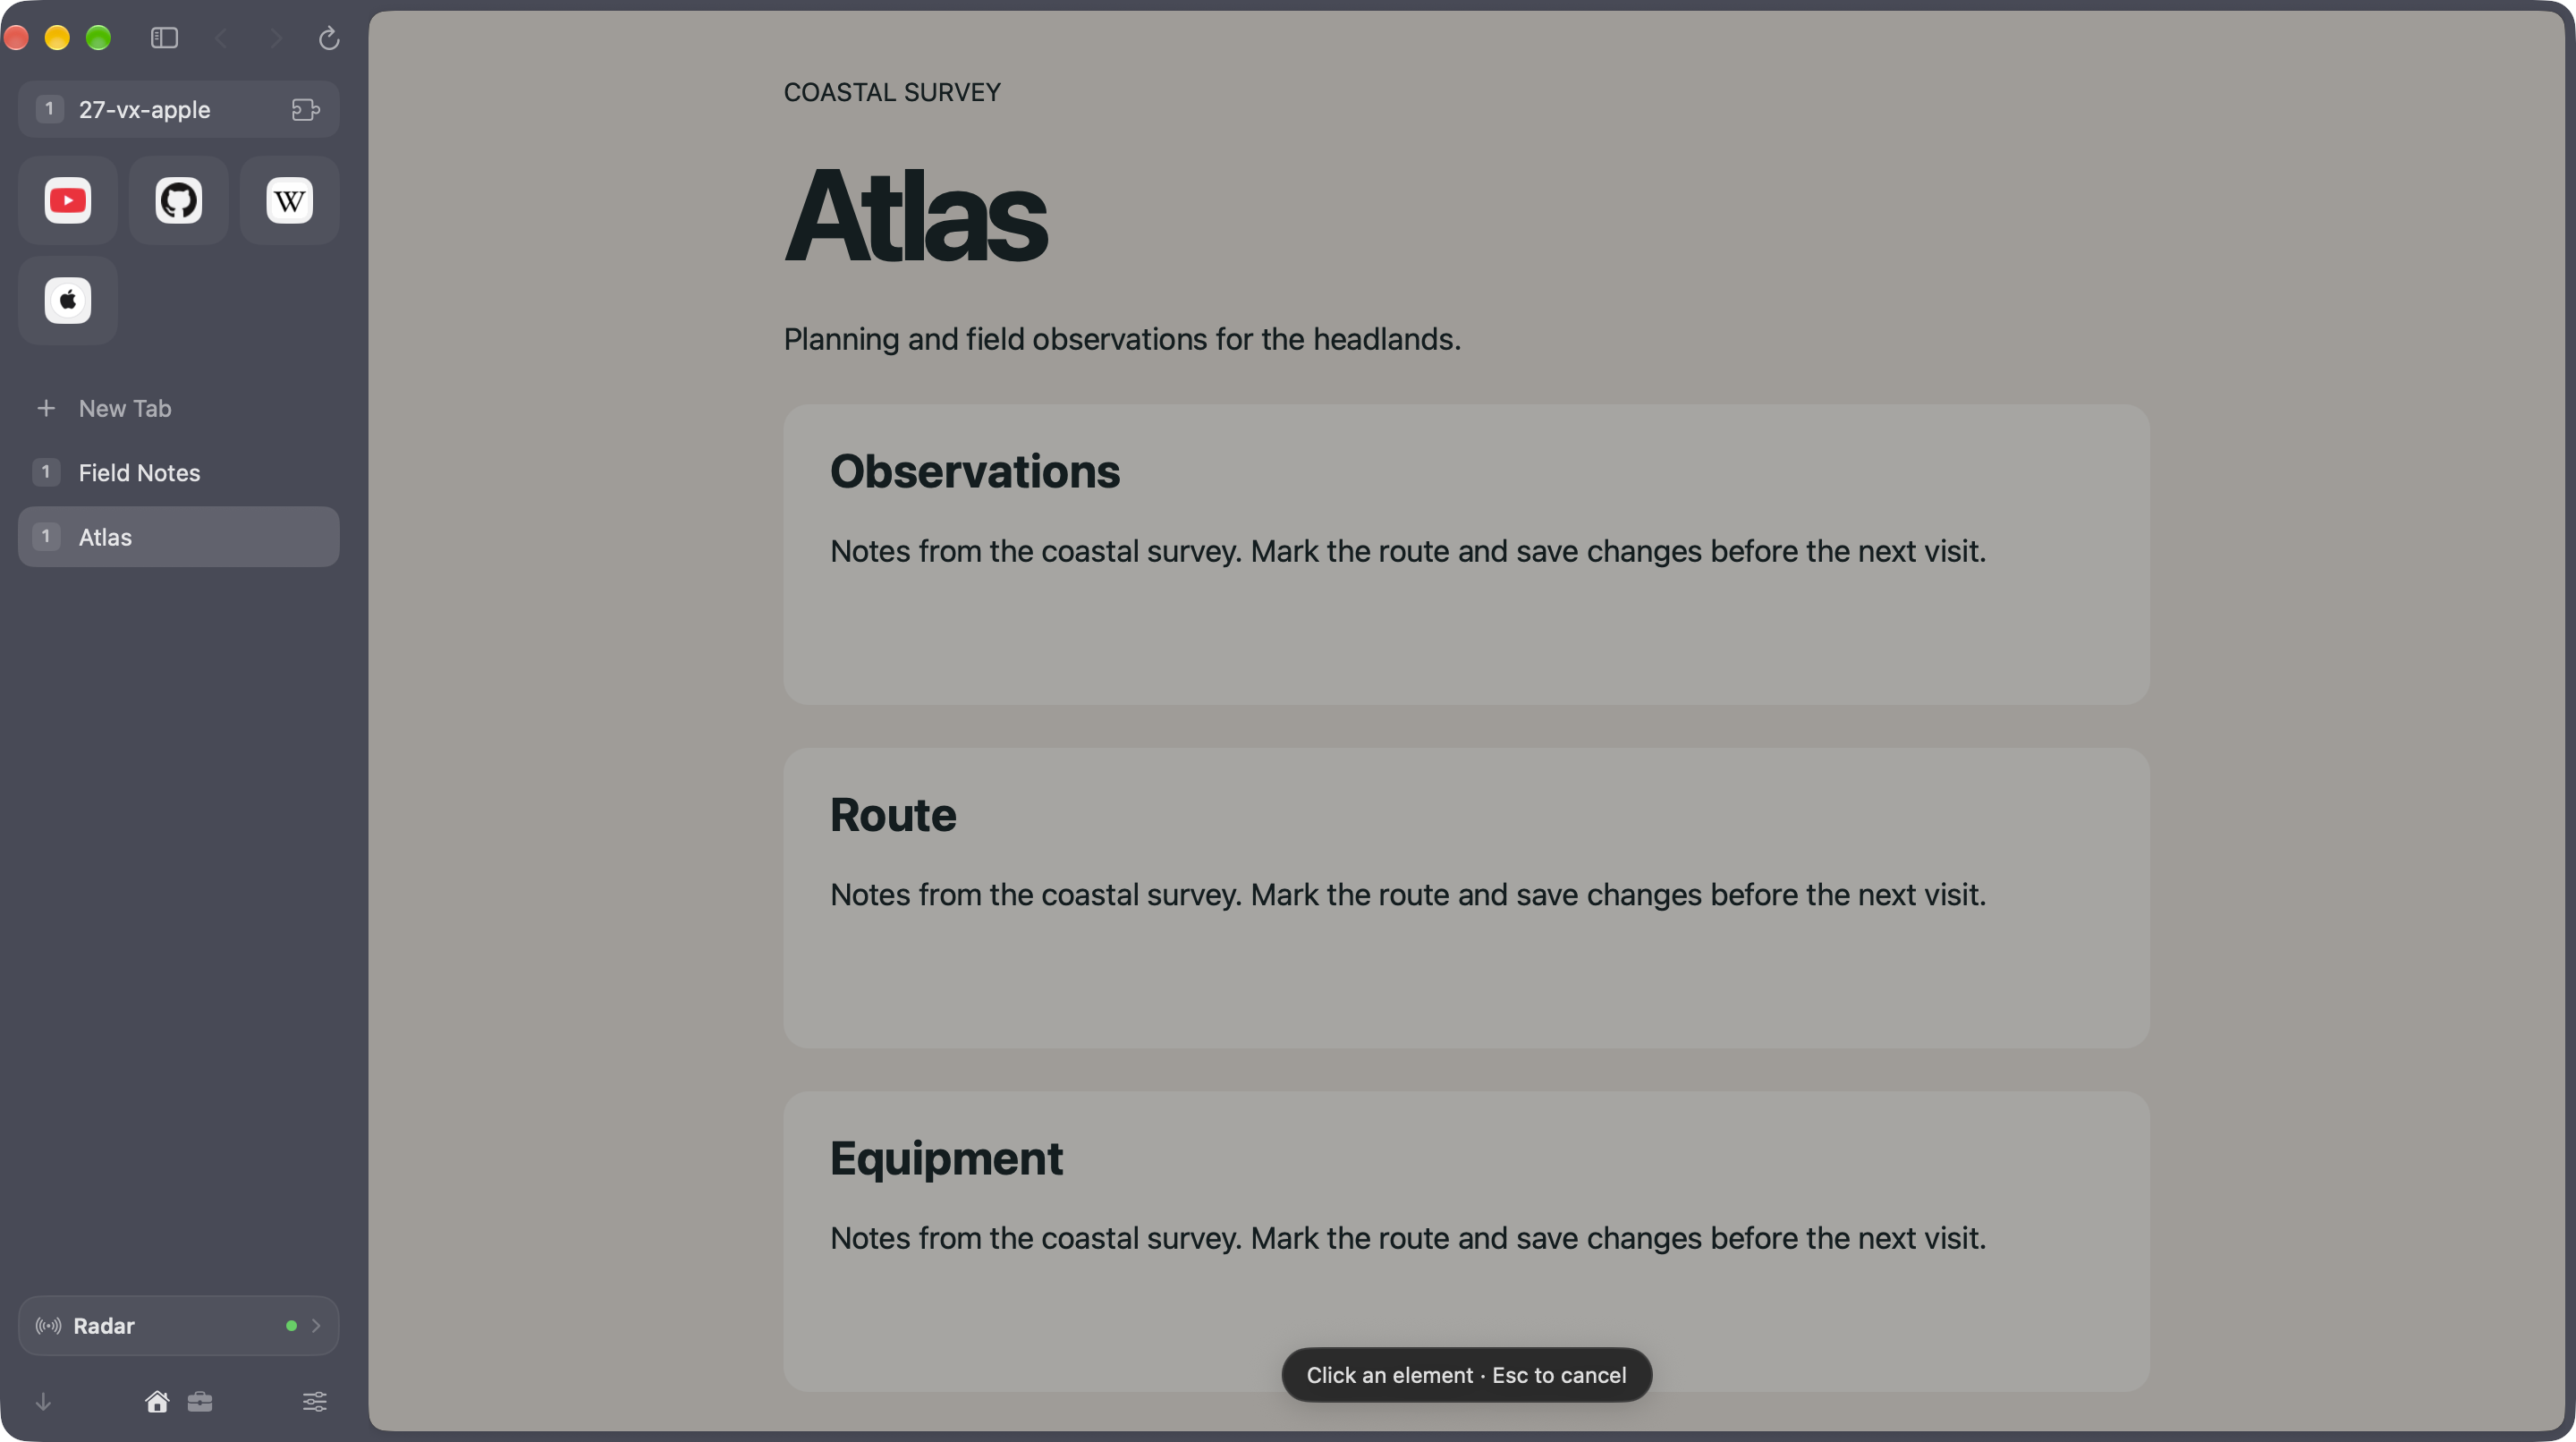 1 27-vx-apple
W
New Tab
1 Field Notes
1 Atlas
Radar
COASTAL SURVEY
Atlas
Planning and field observations for the headlands.
Observations
Notes from the coastal survey. Mark the route and save changes before the next visit.
Route
Notes from the coastal survey. Mark the route and save changes before the next visit.
Equipment
Notes from the coastal survey. Mark the route and save changes before the next visit.
Click an element · Esc to cancel